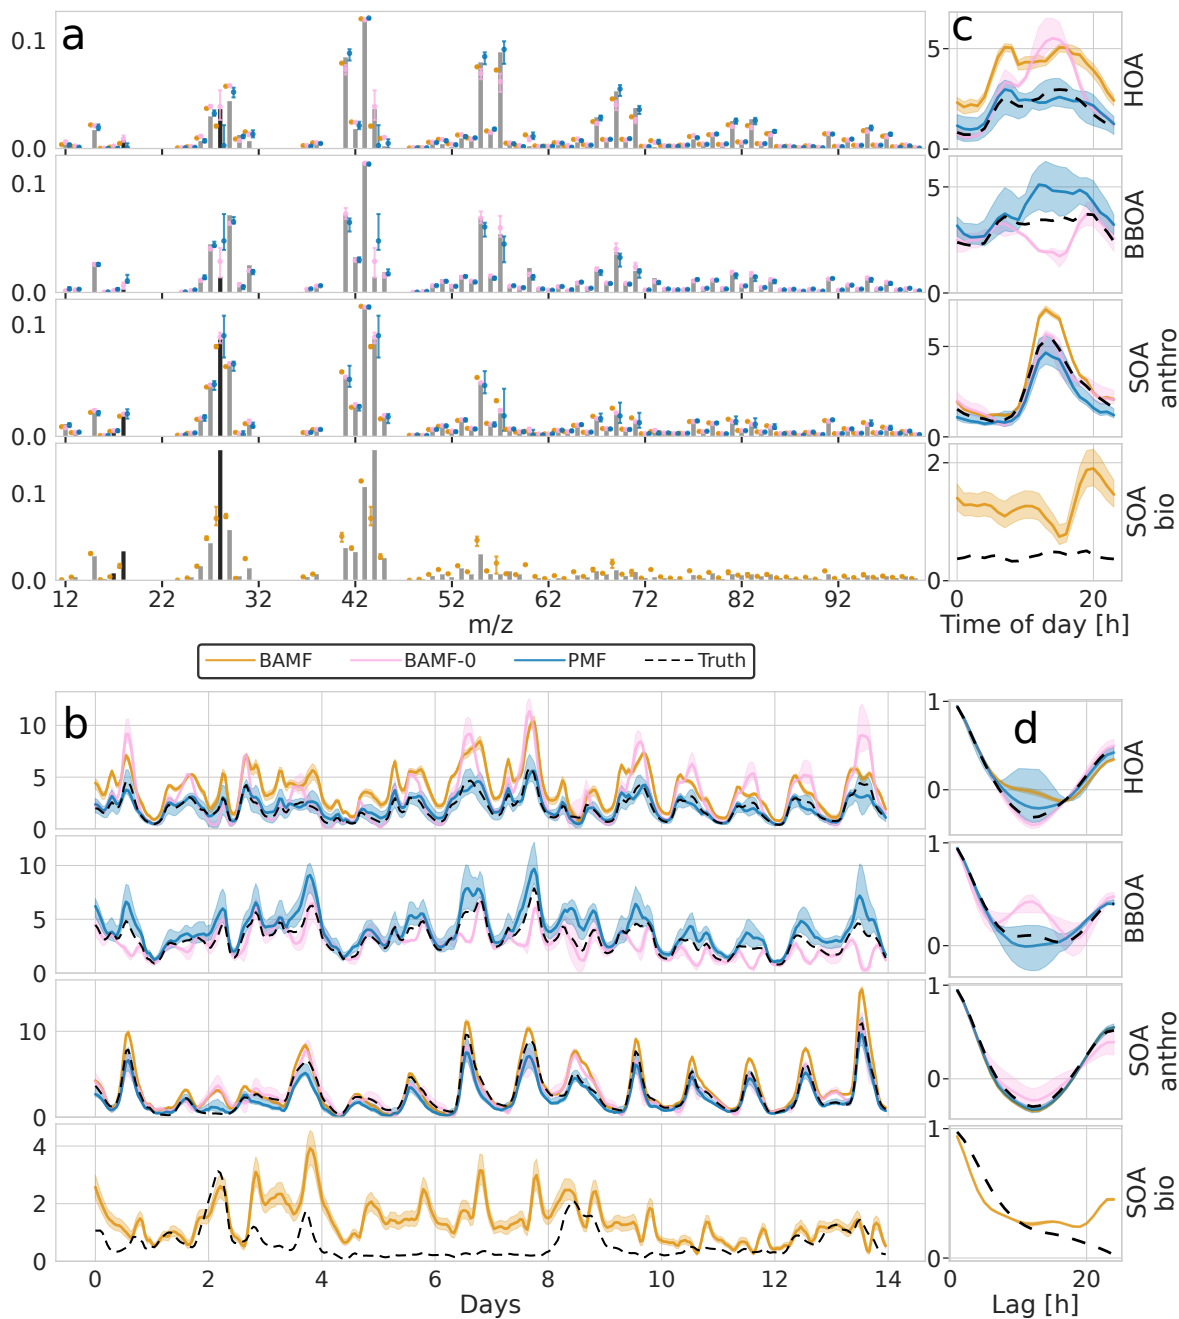 a
0.1
0.0
0.1
0.0
0.1
0.0
0.1
0.0
12 22 32 42 52 62 72 82 92
m/z
c
5
0
HOA
5
0
BBOA
5
0
SOA
anthro
2
0
SOA
bio
0 20
Time of day [h]
BAMF BAMF-0 PMF Truth
b
10
5
0
10
5
0
10
0
4
2
0
0 2 4 6 8 10 12 14
Days
d
1
0
HOA
1
0
BBOA
1
0
SOA
anthro
1
0
SOA
bio
0 20
Lag [h]